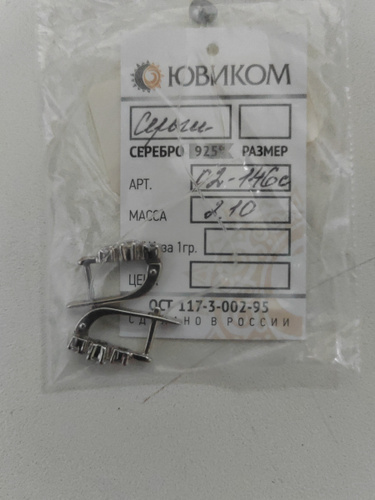 ЮВИКОМ
Серьги
СЕРЕБРО 925° РАЗМЕР
АРТ. С2-146с
МАССА 2.10
за 1гр.
ЦЕНА
ОСТ 117-3-002-95
СДЕЛАНО В РОССИИ